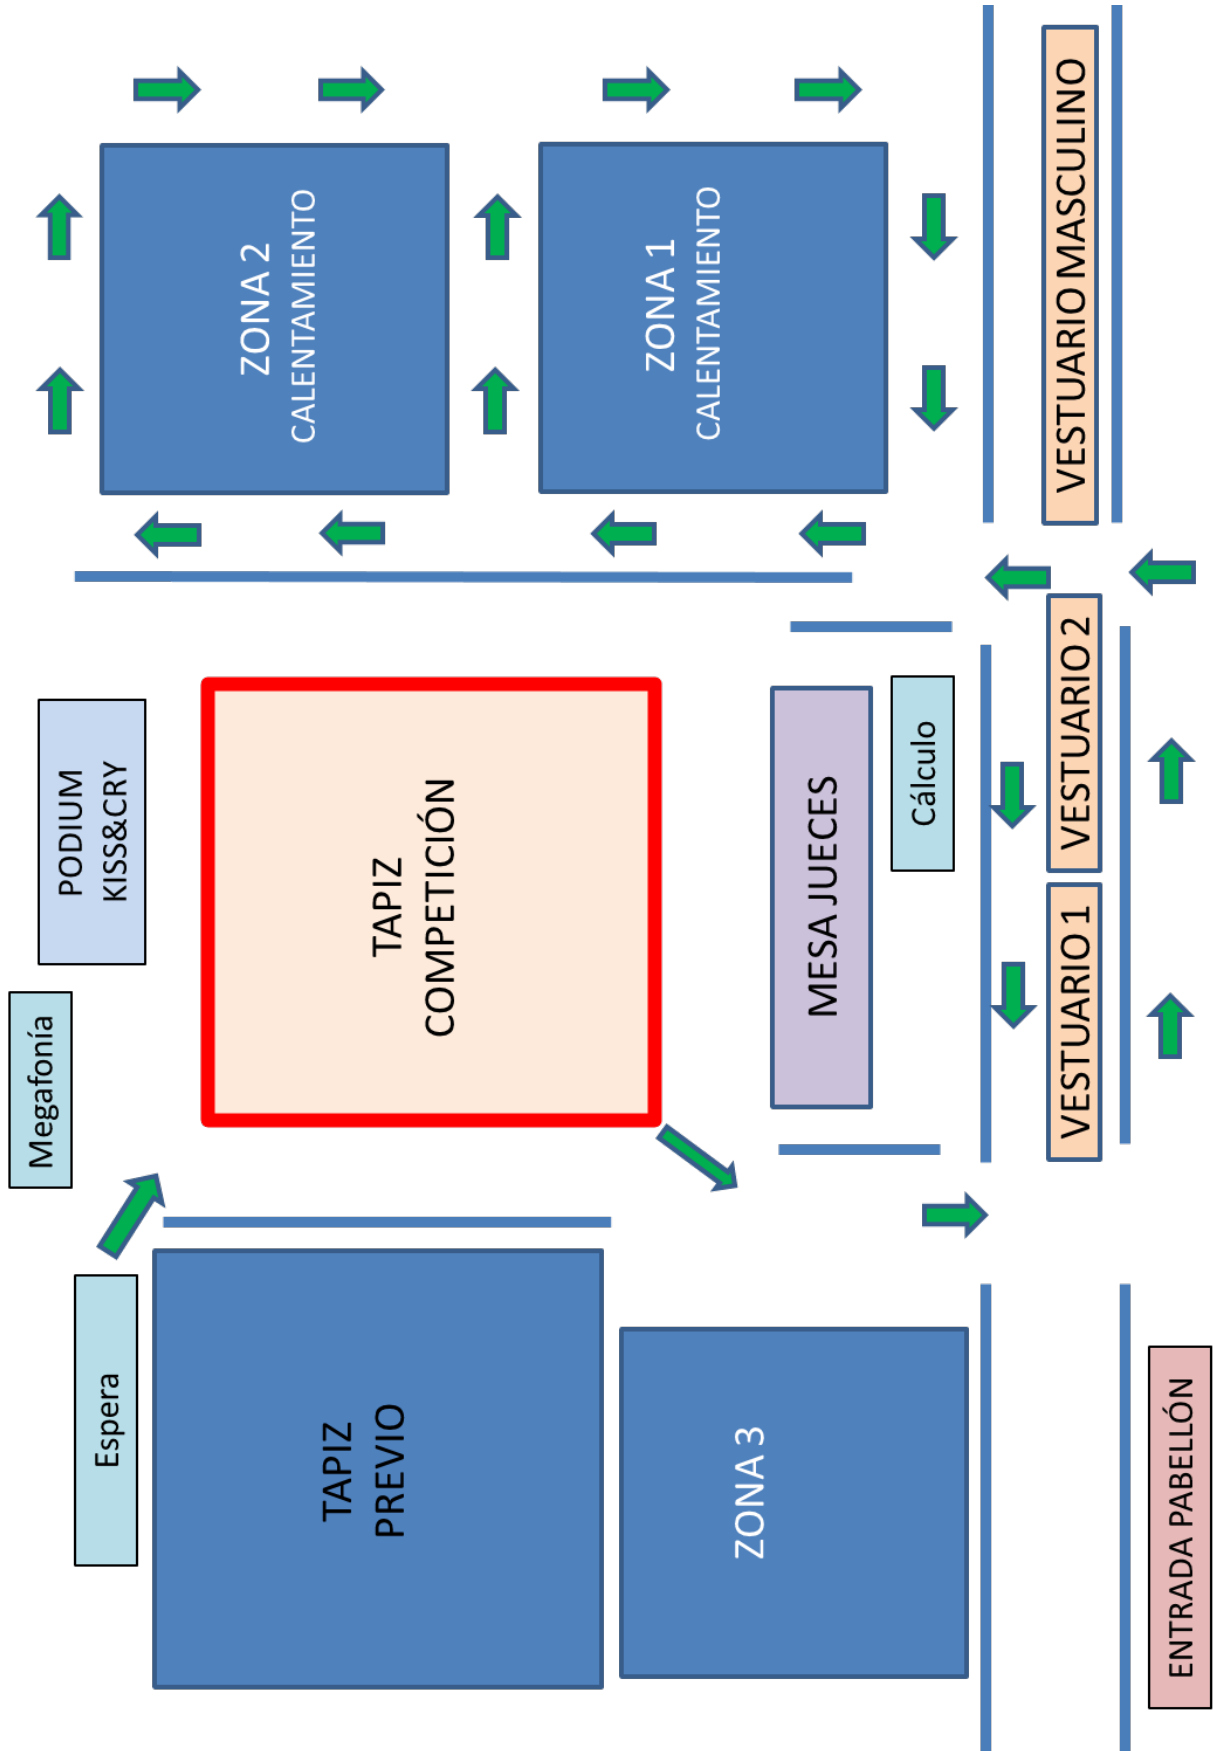 Megafonía
PODIUM
KISS&CRY
Espera
TAPIZ
PREVIO
TAPIZ
COMPETICIÓN
ZONA 2
CALENTAMIENTO
ZONA 3
MESA JUECES
Cálculo
ZONA 1
CALENTAMIENTO
VESTUARIO 1
VESTUARIO 2
VESTUARIO MASCULINO
ENTRADA PABELLÓN